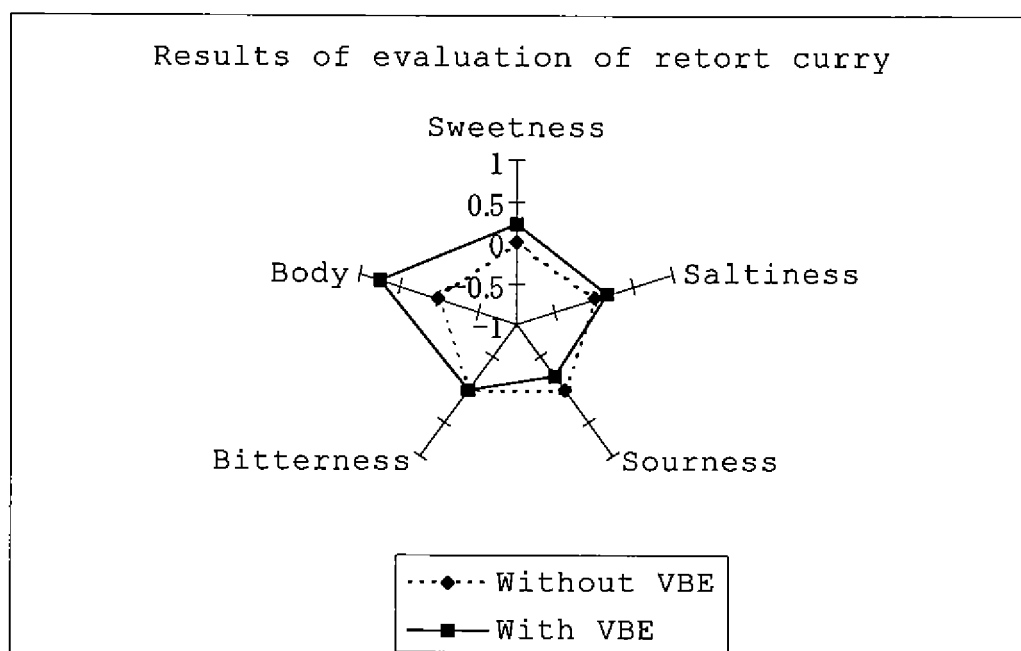 Results of evaluation of retort curry
Sweetness
1
0.5
0
-0.5
-1
Body
Saltiness
Bitterness
Sourness
Without VBE
With VBE